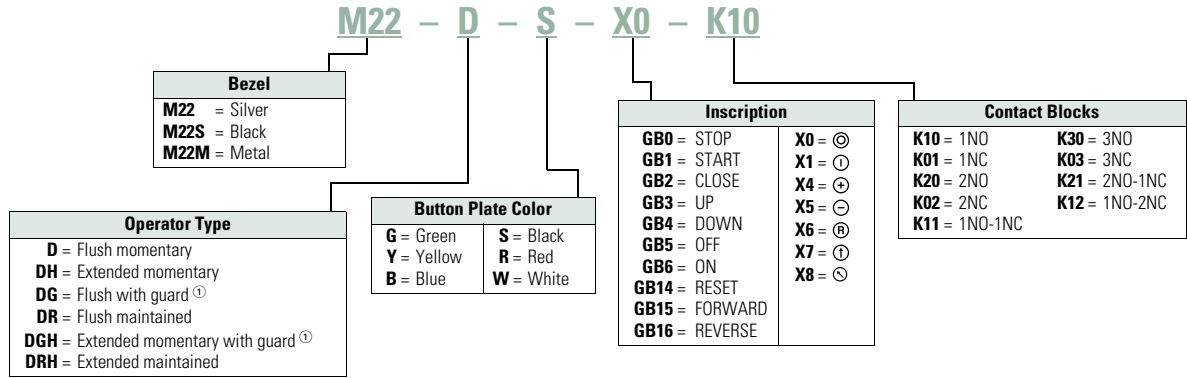 M22 – D – S – X0 – K10
Bezel
M22 = Silver
M22S = Black
M22M = Metal
Operator Type
D = Flush momentary
DH = Extended momentary
DG = Flush with guard ①
DR = Flush maintained
DGH = Extended momentary with guard ①
DRH = Extended maintained
Button Plate Color
G = Green
Y = Yellow
B = Blue
S = Black
R = Red
W = White
Inscription
GB0 = STOP
GB1 = START
GB2 = CLOSE
GB3 = UP
GB4 = DOWN
GB5 = OFF
GB6 = ON
GB14 = RESET
GB15 = FORWARD
GB16 = REVERSE
X0 = ◎
X1 = ⏼
X4 = ⊕
X5 = ⊖
X6 = Ⓡ
X7 = ↑
X8 = ⍂
Contact Blocks
K10 = 1NO
K01 = 1NC
K20 = 2NO
K02 = 2NC
K11 = 1NO-1NC
K30 = 3NO
K03 = 3NC
K21 = 2NO-1NC
K12 = 1NO-2NC